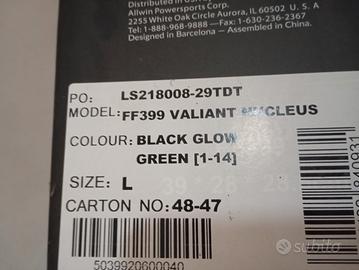 Allwin Powersports Corp.
2255 White Oak Circle Aurora, IL 60502 U. S. A
Tel: 1-888-968-9888 Fax: 1-630-236-2367
Designed in Barcelona - Assembled in China.
PO: LS218008-29TDT
MODEL: FF399 VALIANT NUCLEUS
COLOUR: BLACK GLOW
GREEN [1-14]
SIZE: L
CARTON NO: 48-47
5039920600040
subito